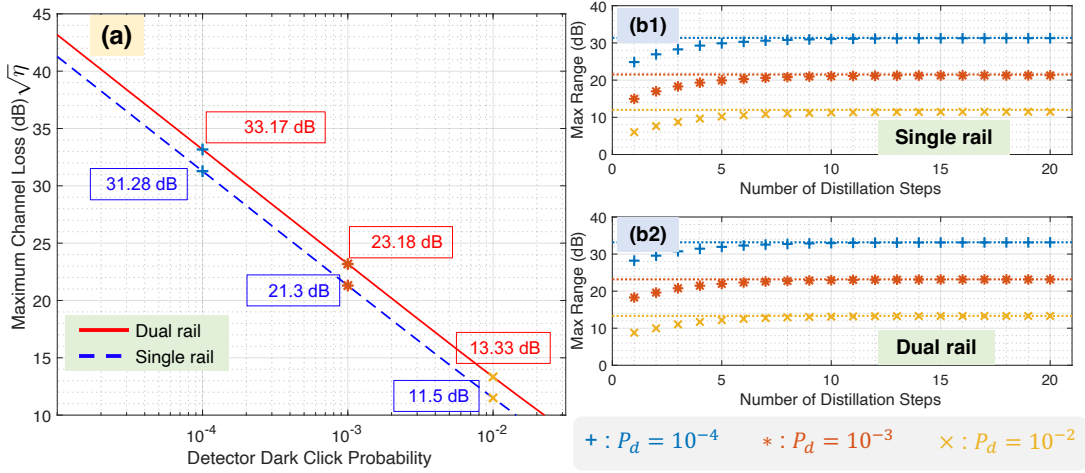 (a)
Maximum Channel Loss (dB) √η
45
40
35
30
25
20
15
10
33.17 dB
31.28 dB
23.18 dB
21.3 dB
13.33 dB
11.5 dB
Dual rail
Single rail
10⁻⁴
10⁻³
10⁻²
Detector Dark Click Probability
(b1)
Max Range (dB)
40
30
20
10
0
Single rail
0
5
10
15
20
Number of Distillation Steps
(b2)
Max Range (dB)
40
30
20
10
0
Dual rail
0
5
10
15
20
Number of Distillation Steps
+ : P_d = 10⁻⁴
* : P_d = 10⁻³
× : P_d = 10⁻²